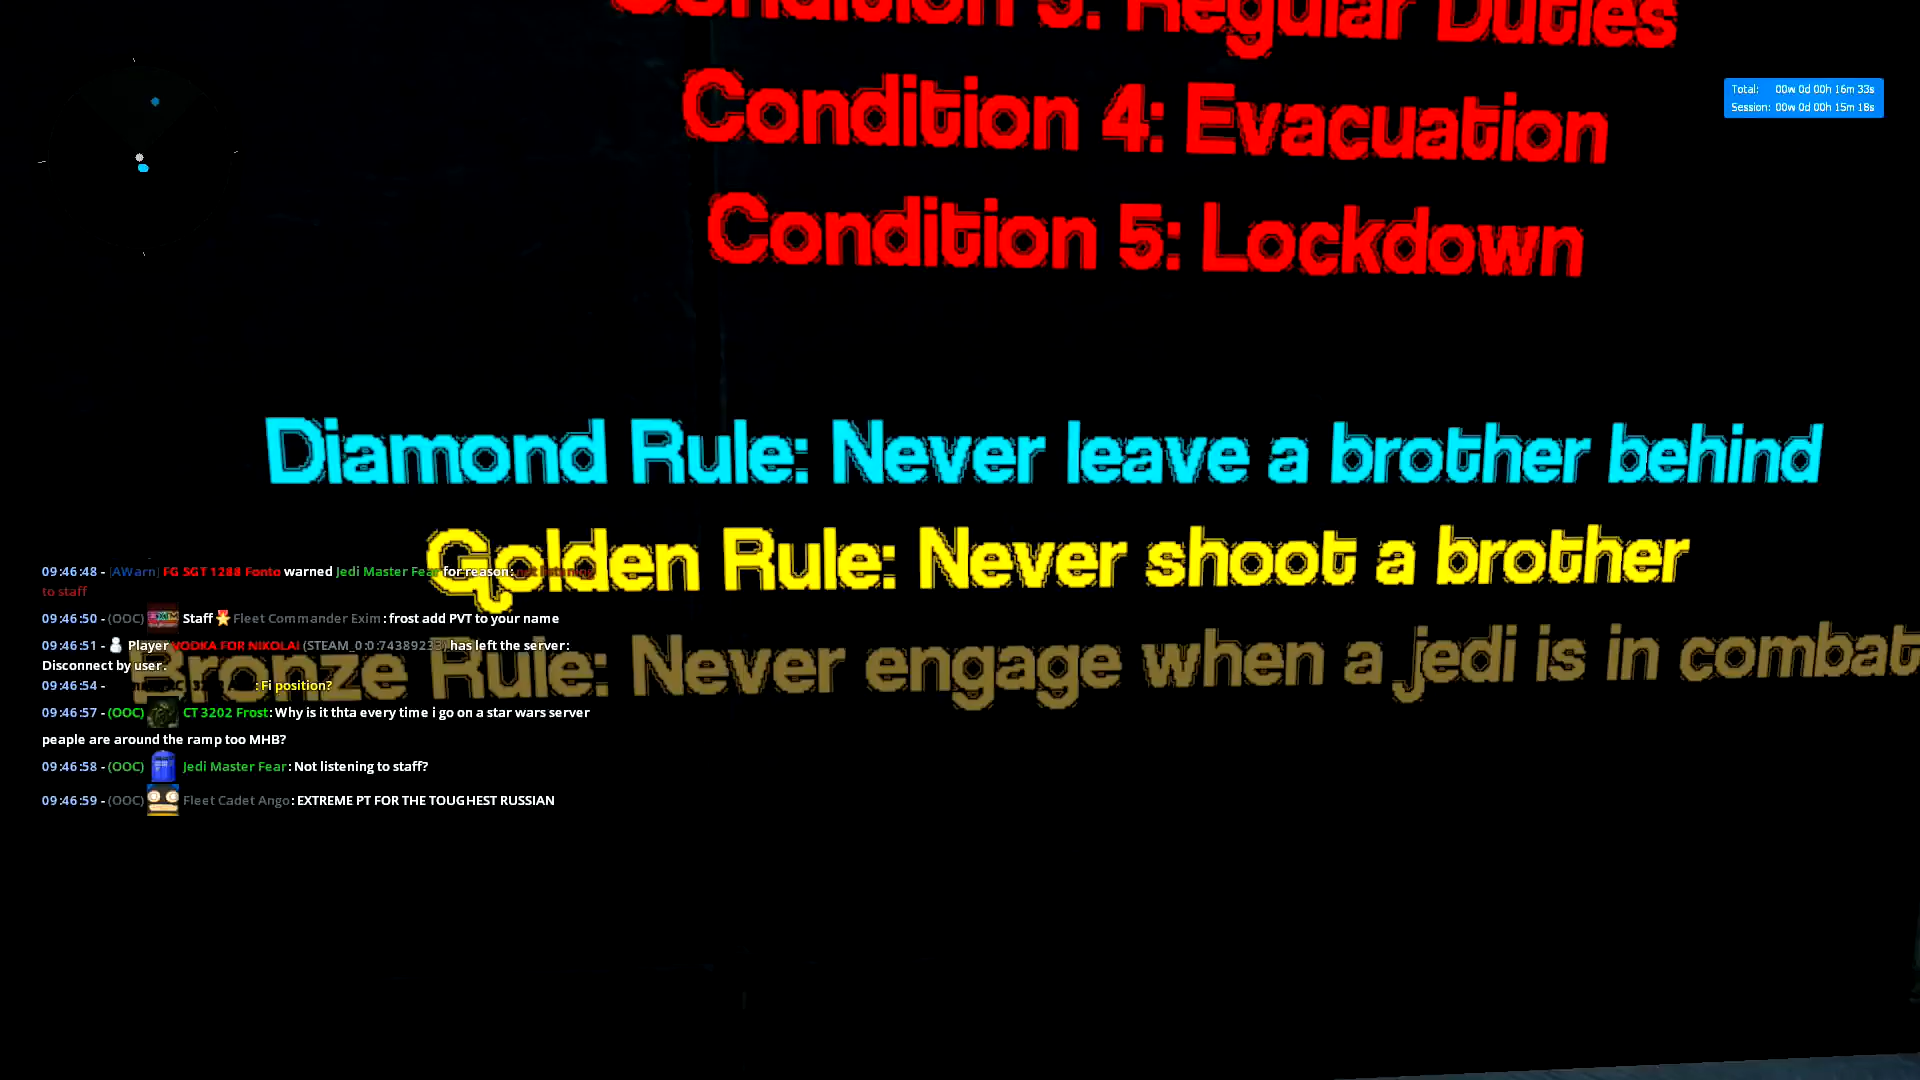 Condition 3: Regular Duties
Condition 4: Evacuation
Condition 5: Lockdown
Total: 00w 0d 00h 16m 33s
Session: 00w 0d 00h 15m 18s
Diamond Rule: Never leave a brother behind
Golden Rule: Never shoot a brother
Bronze Rule: Never engage when a jedi is in combat
09:46:48 - [AWarn] FG SGT 1288 Fonto warned Jedi Master Fear for reason: not listening
to staff
09:46:50 - (OOC) Staff Fleet Commander Exim: frost add PVT to your name
09:46:51 - Player VODKA FOR NIKOLAI (STEAM_0:0:74389233) has left the server:
Disconnect by user.
09:46:54 - : Fi position?
09:46:57 - (OOC) CT 3202 Frost: Why is it thta every time i go on a star wars server
peaple are around the ramp too MHB?
09:46:58 - (OOC) Jedi Master Fear: Not listening to staff?
09:46:59 - (OOC) Fleet Cadet Ango: EXTREME PT FOR THE TOUGHEST RUSSIAN